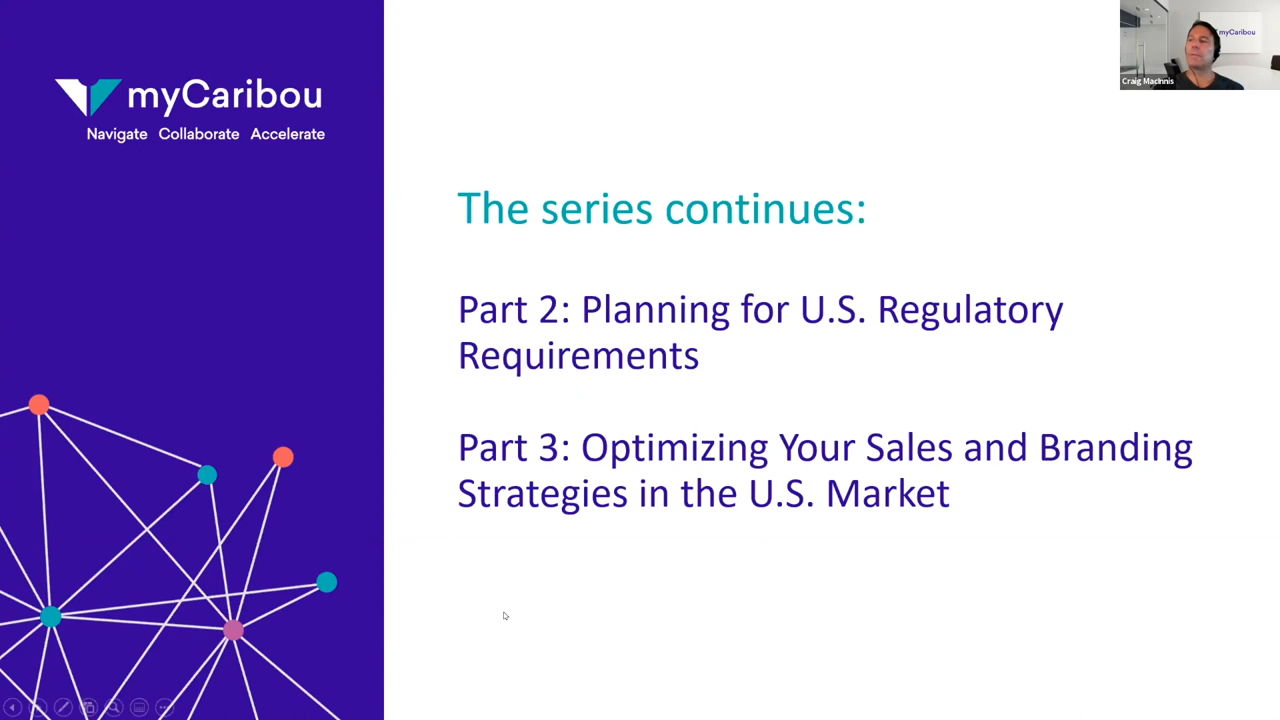 myCaribou
Navigate Collaborate Accelerate
The series continues:
Part 2: Planning for U.S. Regulatory
Requirements
Part 3: Optimizing Your Sales and Branding
Strategies in the U.S. Market
myCaribou
Craig MacInnis